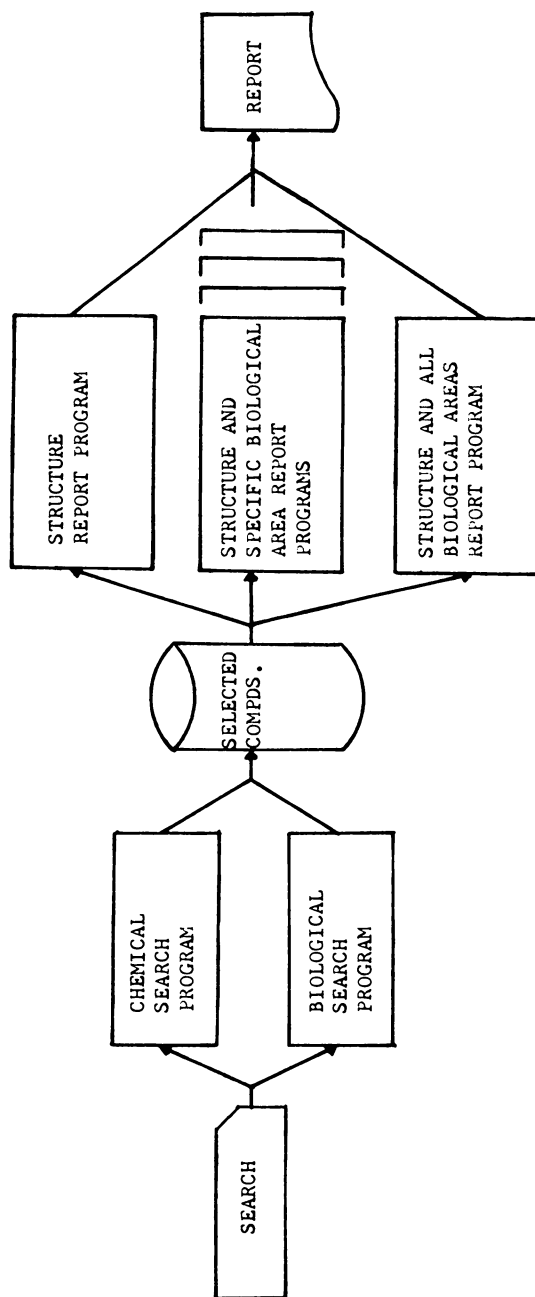 SEARCH
CHEMICAL
SEARCH
PROGRAM
BIOLOGICAL
SEARCH
PROGRAM
SELECTED
COMPDS.
STRUCTURE
REPORT PROGRAM
STRUCTURE AND
SPECIFIC BIOLOGICAL
AREA REPORT
PROGRAMS
STRUCTURE AND ALL
BIOLOGICAL AREAS
REPORT PROGRAM
REPORT